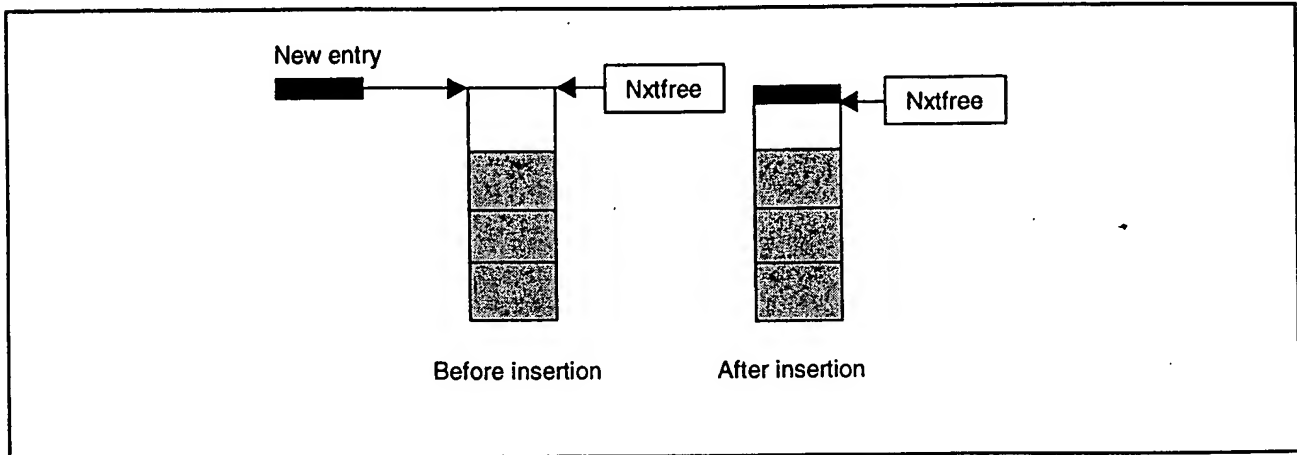 New entry
Nxtfree
Nxtfree
Before insertion
After insertion